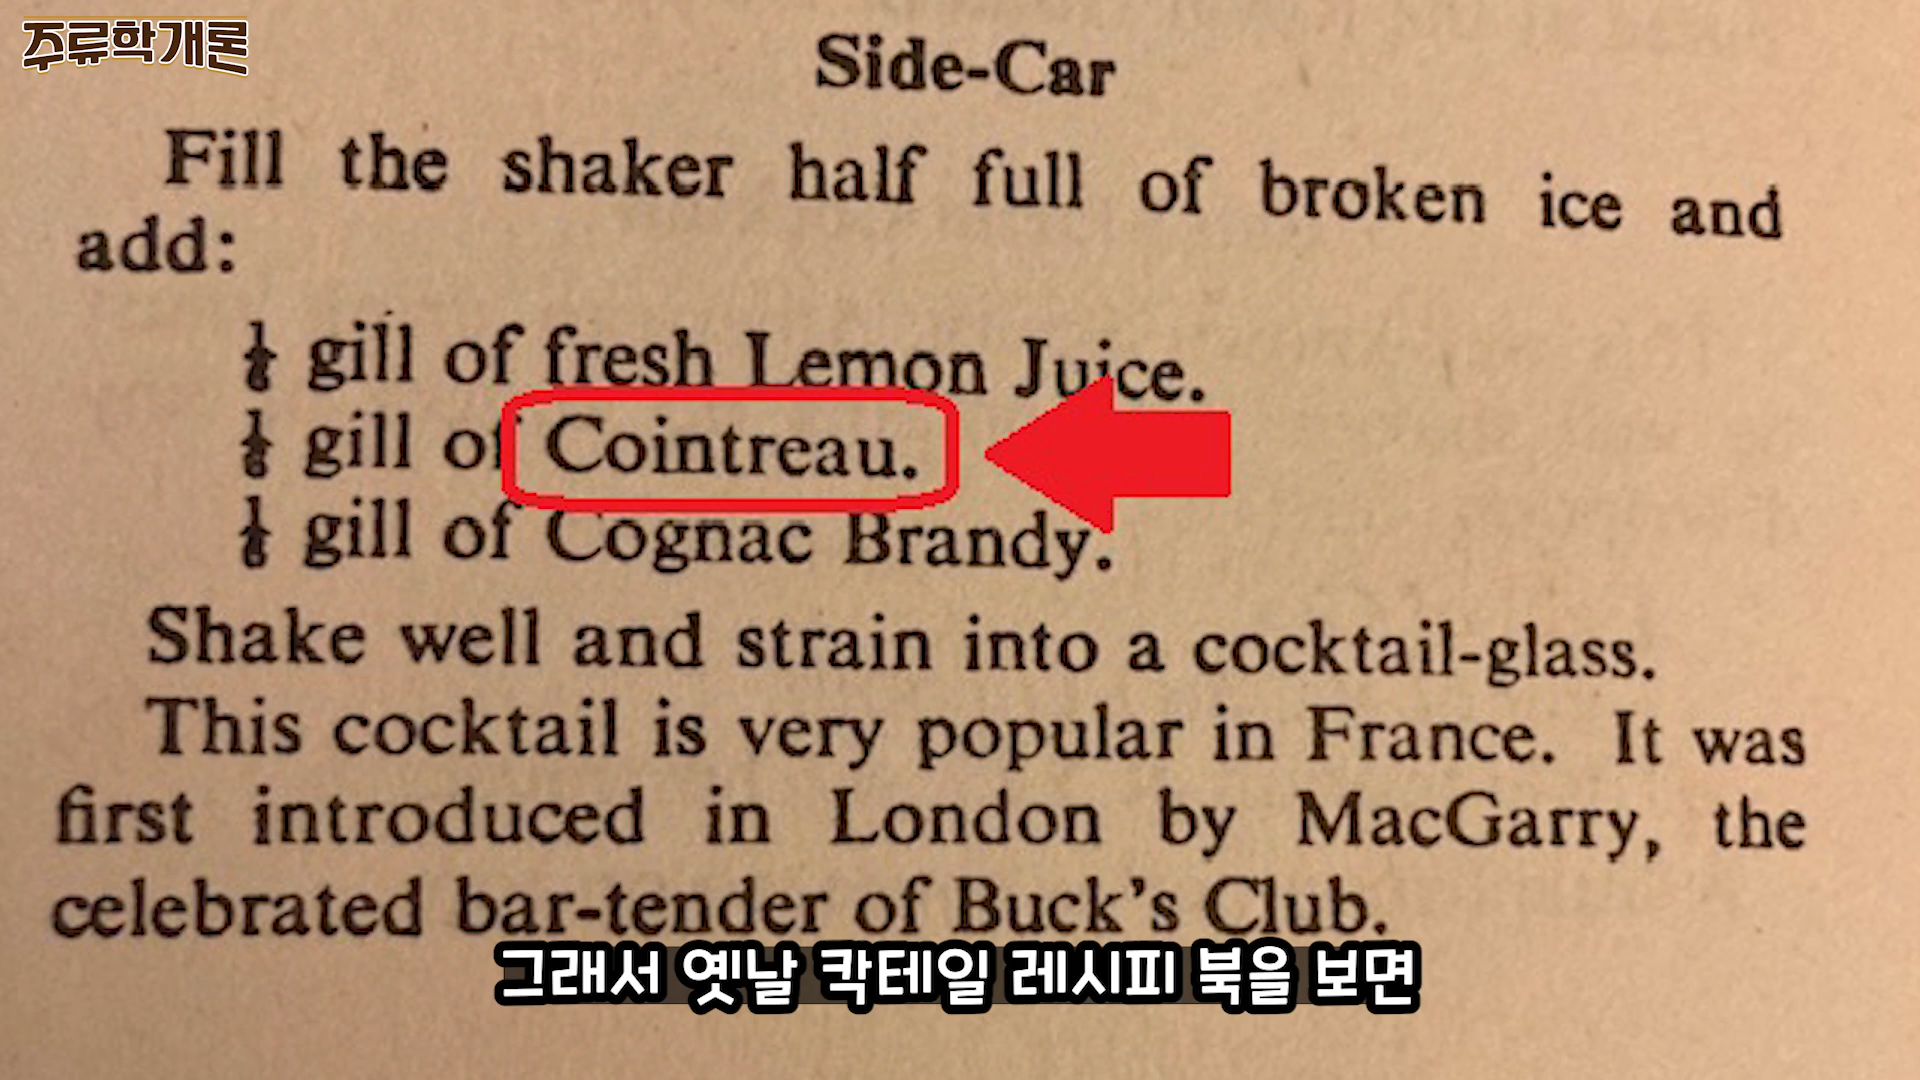 주류학개론
Side-Car
Fill the shaker half full of broken ice and
add:
⅙ gill of fresh Lemon Juice.
⅙ gill of Cointreau.
⅙ gill of Cognac Brandy.
Shake well and strain into a cocktail-glass.
This cocktail is very popular in France. It was
first introduced in London by MacGarry, the
celebrated bar-tender of Buck's Club.
그래서 옛날 칵테일 레시피 북을 보면